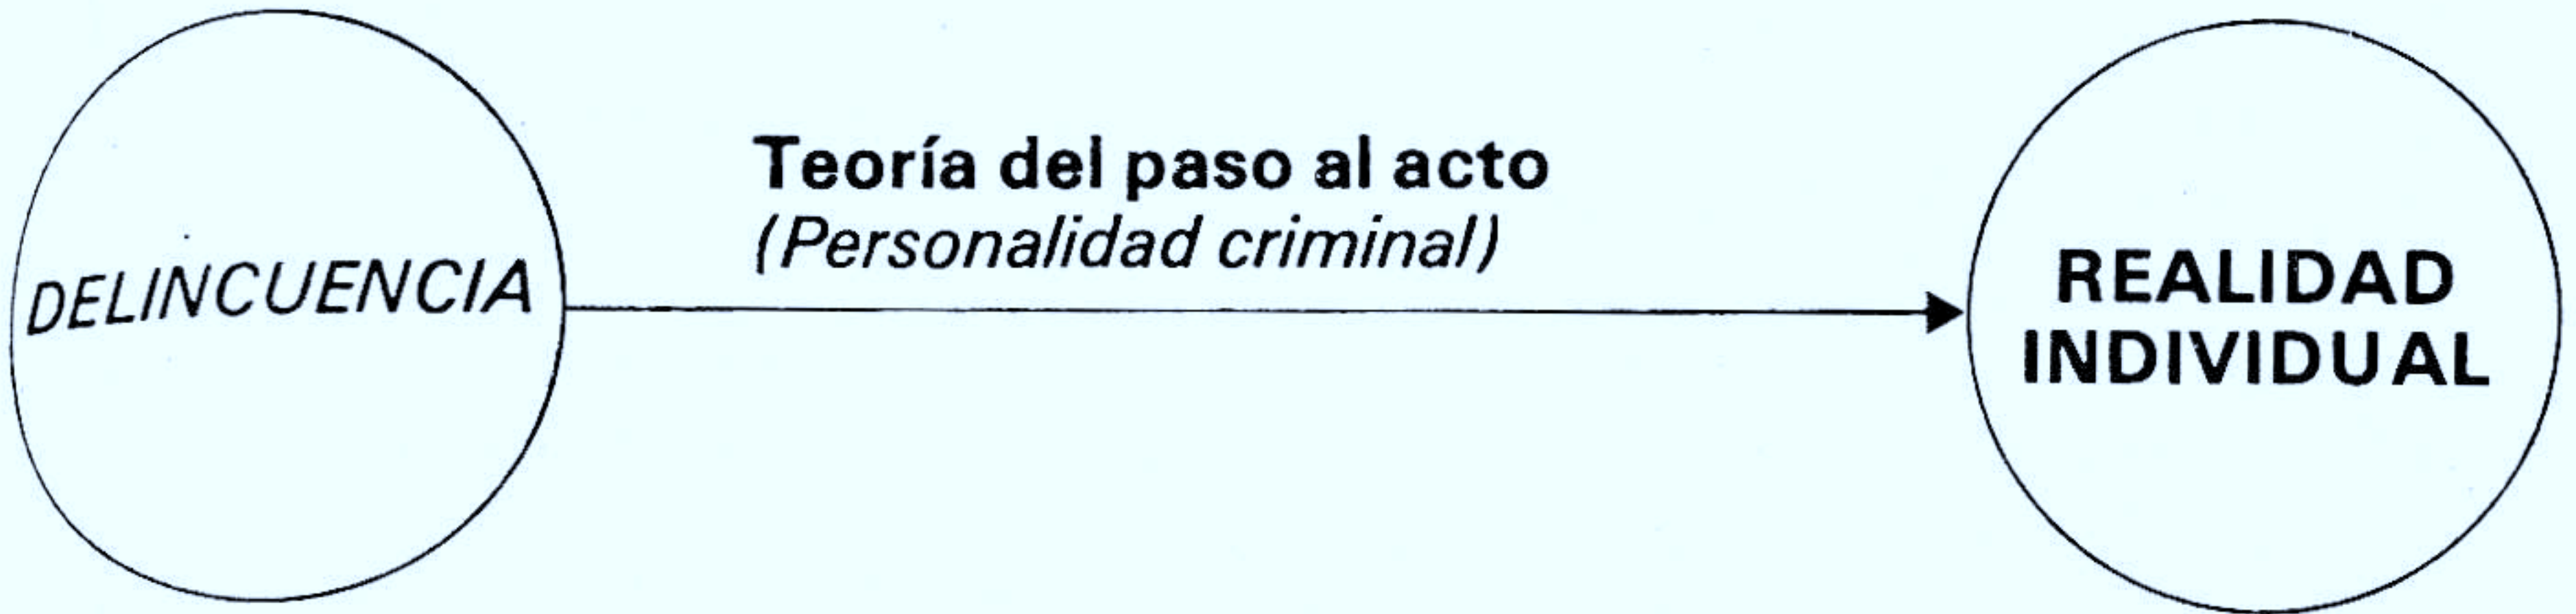 DELINCUENCIA
Teoría del paso al acto
(Personalidad criminal)
REALIDAD
INDIVIDUAL